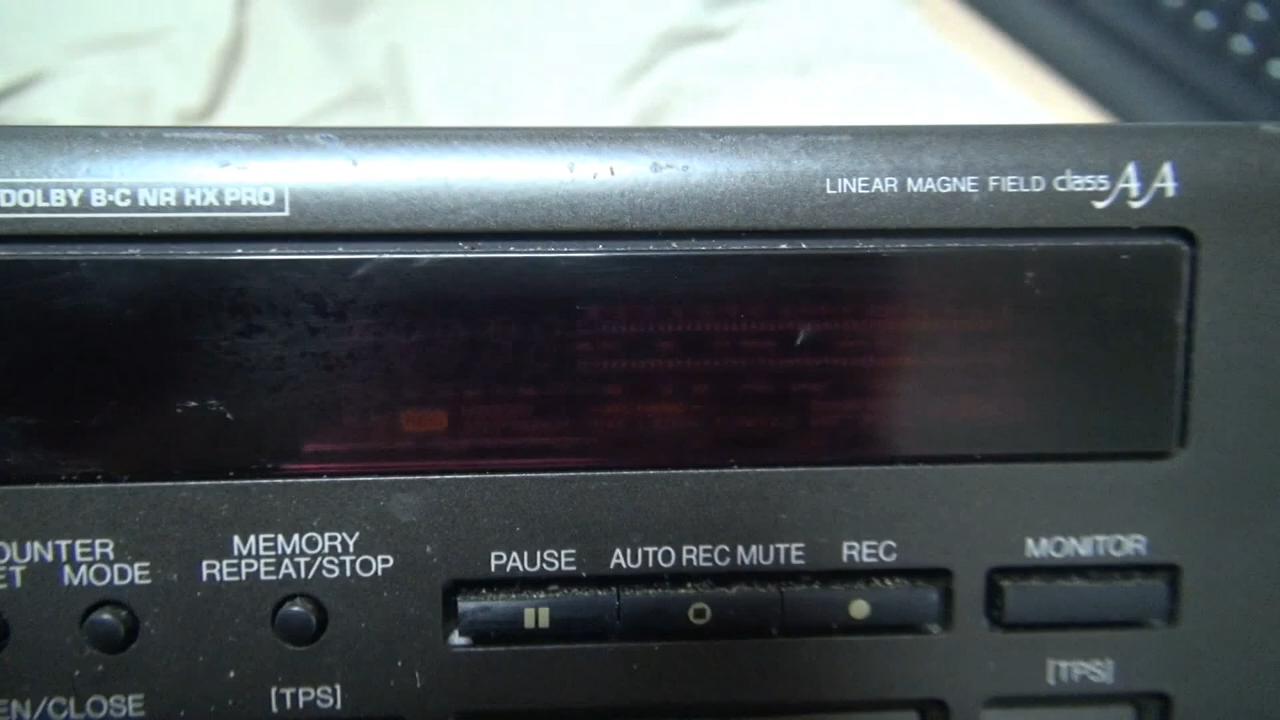 DOLBY B·C NR HX PRO
LINEAR MAGNE FIELD class AA
OUNTER
ET MODE
MEMORY
REPEAT/STOP
PAUSE
AUTO REC MUTE
REC
MONITOR
EN/CLOSE
[TPS]
[TPS]